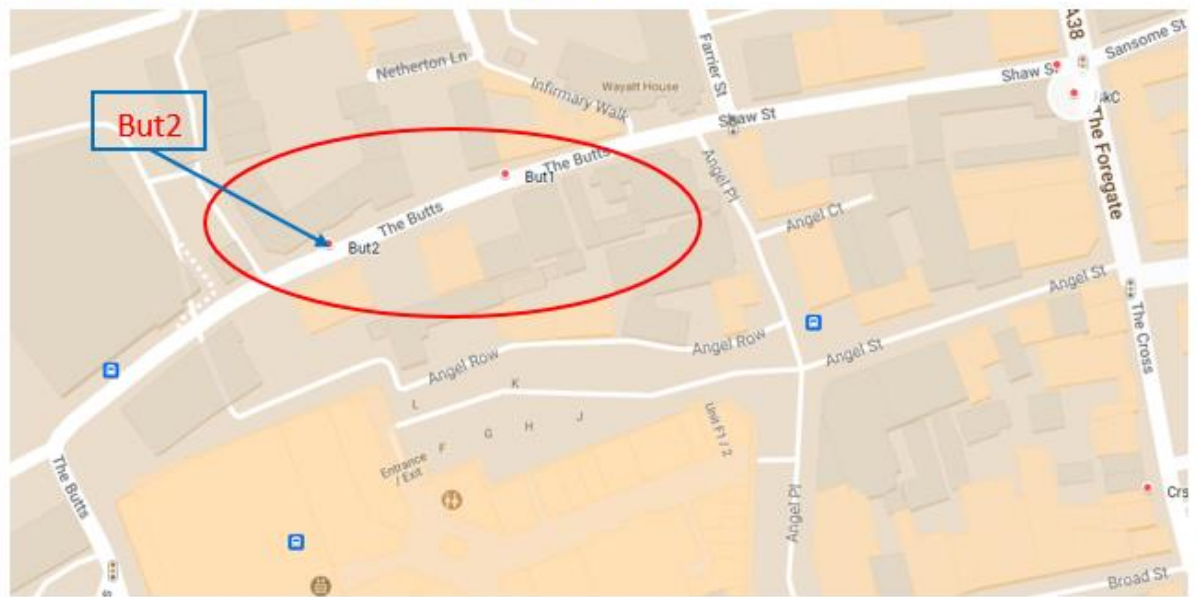 A38
Sansome St
Farrier St
Netherton Ln
Shaw St
Wayatt House
Infirmary Walk
But2
Shaw St
The Foregate
The Butts
But1
Angel Pl
The Butts
Angel Ct
But2
Angel St
The Cross
Angel Row
Angel St
Angel Row
K
L
J
H
G
F
Unit F1 / 2
Entrance
/ Exit
The Butts
Angel Pl
Crs
Broad St